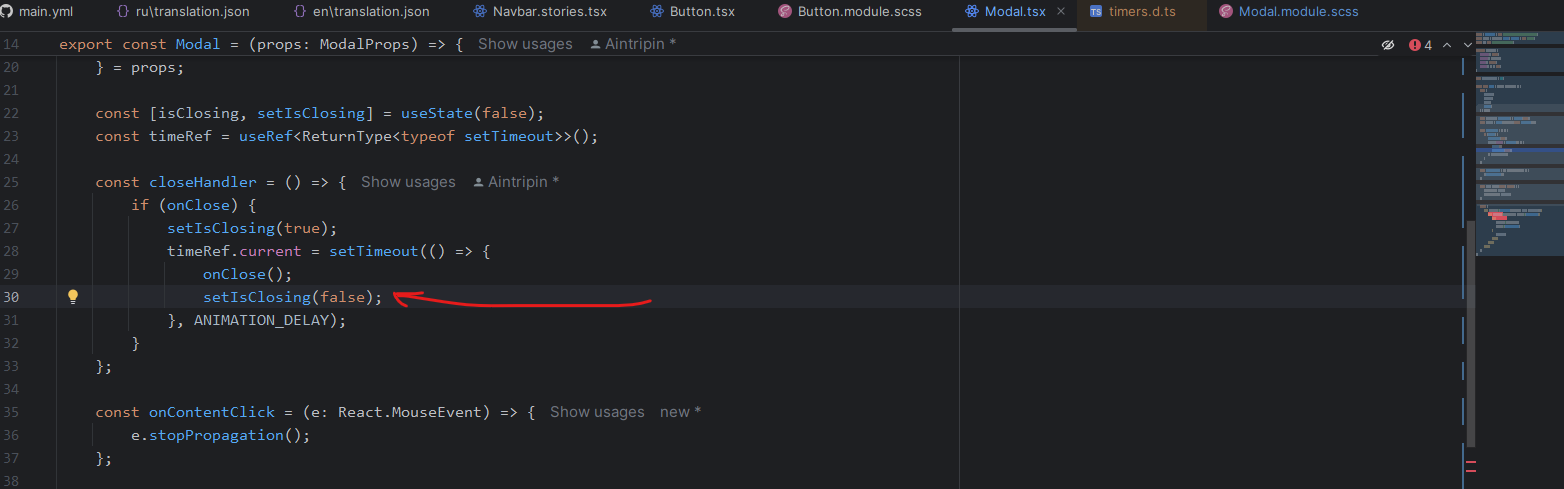 main.yml ru\translation.json en\translation.json Navbar.stories.tsx Button.tsx Button.module.scss Modal.tsx TS timers.d.ts Modal.module.scss
14 export const Modal = (props: ModalProps) => { Show usages Aintripin * 4
20 } = props;
21
22 const [isClosing, setIsClosing] = useState(false);
23 const timeRef = useRef<ReturnType<typeof setTimeout>>();
24
25 const closeHandler = () => { Show usages Aintripin *
26 if (onClose) {
27 setIsClosing(true);
28 timeRef.current = setTimeout(() => {
29 onClose();
30 setIsClosing(false);
31 }, ANIMATION_DELAY);
32 }
33 };
34
35 const onContentClick = (e: React.MouseEvent) => { Show usages new *
36 e.stopPropagation();
37 };
38